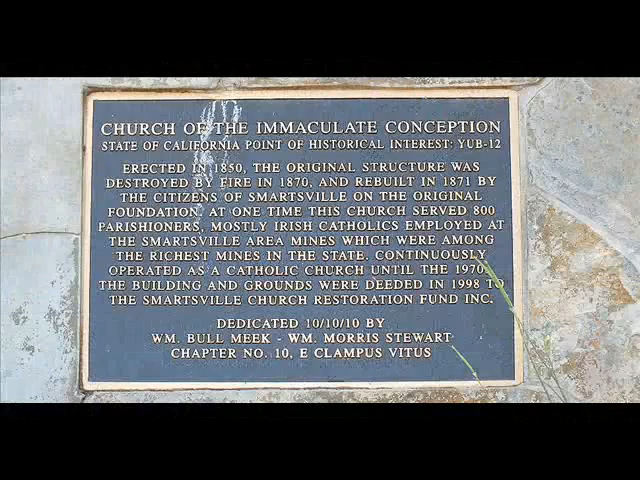 CHURCH OF THE IMMACULATE CONCEPTION
STATE OF CALIFORNIA POINT OF HISTORICAL INTEREST: YUB-12
ERECTED IN 1850, THE ORIGINAL STRUCTURE WAS
DESTROYED BY FIRE IN 1870, AND REBUILT IN 1871 BY
THE CITIZENS OF SMARTSVILLE ON THE ORIGINAL
FOUNDATION. AT ONE TIME THIS CHURCH SERVED 800
PARISHIONERS, MOSTLY IRISH CATHOLICS EMPLOYED AT
THE SMARTSVILLE AREA MINES WHICH WERE AMONG
THE RICHEST MINES IN THE STATE. CONTINUOUSLY
OPERATED AS A CATHOLIC CHURCH UNTIL THE 1970S
THE BUILDING AND GROUNDS WERE DEEDED IN 1998 TO
THE SMARTSVILLE CHURCH RESTORATION FUND INC.
DEDICATED 10/10/10 BY
WM. BULL MEEK - WM. MORRIS STEWART
CHAPTER NO. 10, E CLAMPUS VITUS